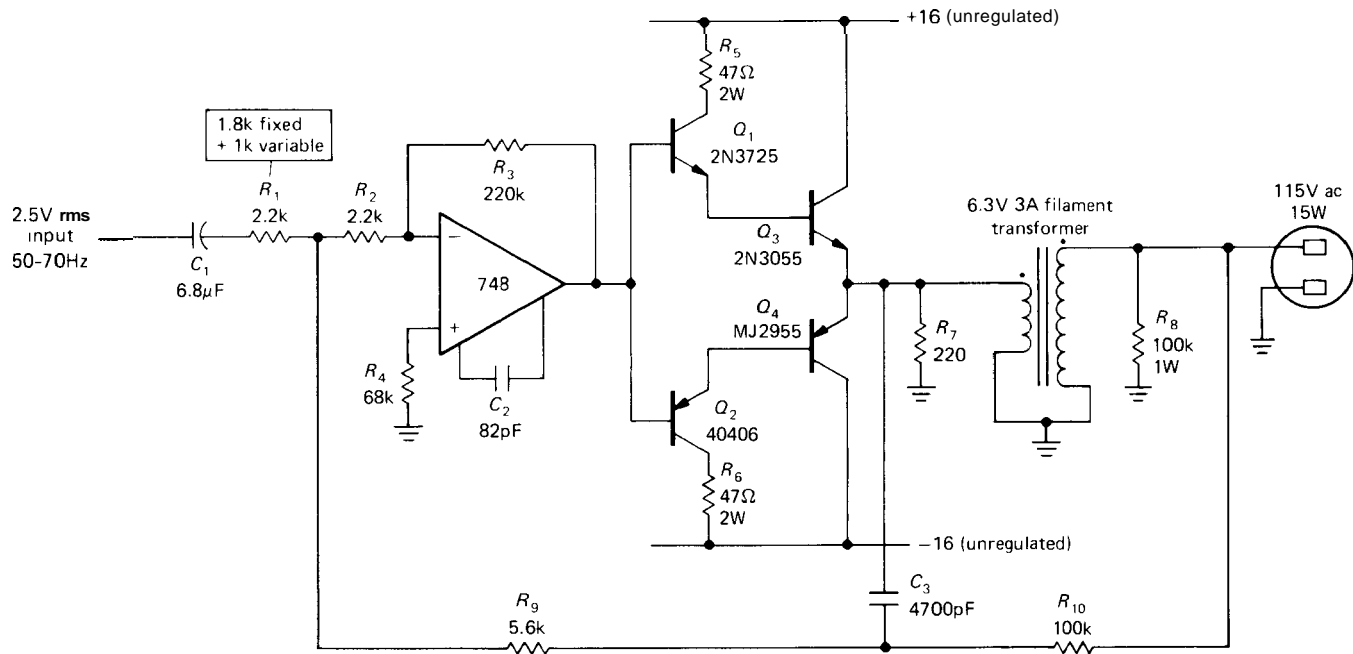 +16 (unregulated)
R5
47Ω
2W
1.8k fixed
+ 1k variable
Q1
2N3725
R3
220k
R1
2.2k
R2
2.2k
2.5V rms
input
50-70Hz
C1
6.8μF
748
−
+
R4
68k
C2
82pF
Q3
2N3055
Q4
MJ2955
Q2
40406
R6
47Ω
2W
R7
220
6.3V 3A filament
transformer
R8
100k
1W
115V ac
15W
−16 (unregulated)
C3
4700pF
R9
5.6k
R10
100k